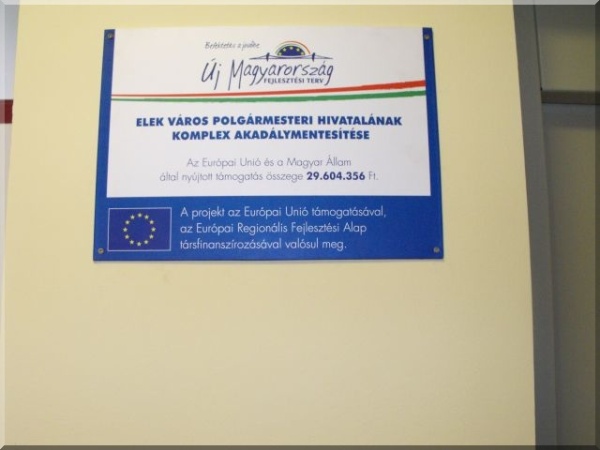 Befektetés a jövőbe
Új Magyarország
FEJLESZTÉSI TERV
ELEK VÁROS POLGÁRMESTERI HIVATALÁNAK
KOMPLEX AKADÁLYMENTESÍTÉSE
Az Európai Unió és a Magyar Állam
által nyújtott támogatás összege 29.604.356 Ft.
A projekt az Európai Unió támogatásával,
az Európai Regionális Fejlesztési Alap
társfinanszírozásával valósul meg.